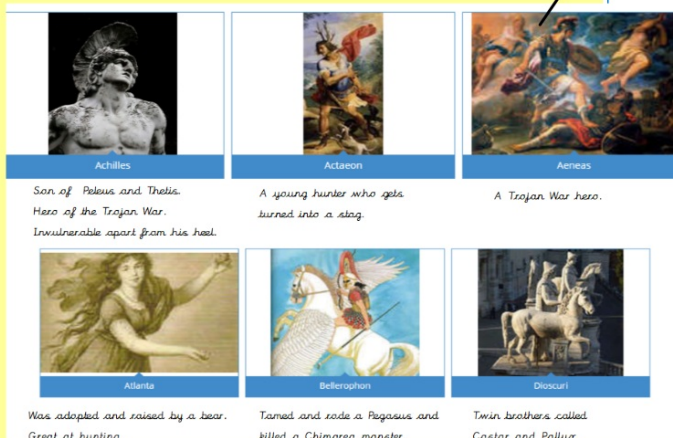 Achilles
Actaeon
Aeneas
Son of Peleus and Thetis.
Hero of the Trojan War.
Invulnerable apart from his heel.
A young hunter who gets
turned into a stag.
A Trojan War hero.
Atlanta
Bellerophon
Dioscuri
Was adopted and raised by a bear.
Great at hunting
Tamed and rode a Pegasus and
killed a Chimarea monster
Twin brothers called
Castor and Pollux